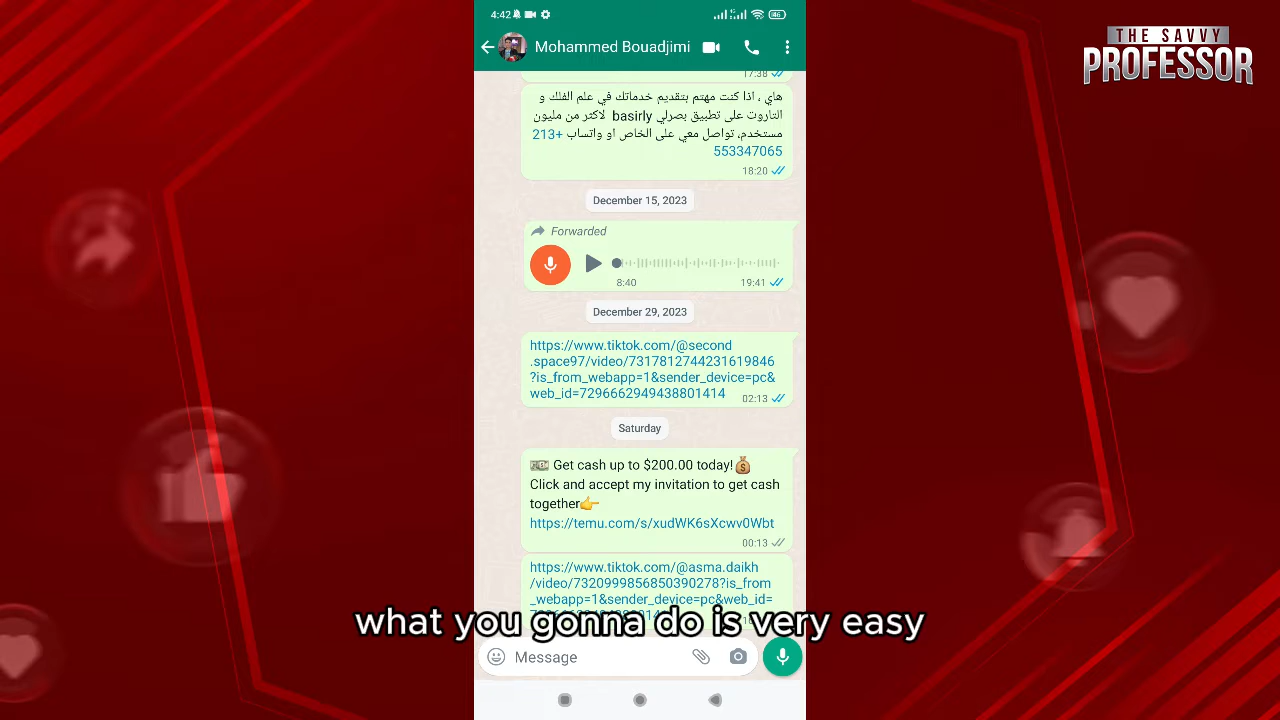 THE SAVVY
PROFESSOR
4:42
46
Mohammed Bouadjimi
17:38
هاي ، اذا كنت مهتم بتقديم خدماتك في علم الفلك و
التاروت على تطبيق بصرلي basirly لاكثر من مليون
مستخدم، تواصل معي على الخاص او واتساب +213
553347065
18:20
December 15, 2023
Forwarded
8:40
19:41
December 29, 2023
https://www.tiktok.com/@second
.space97/video/7317812744231619846
?is_from_webapp=1&sender_device=pc&
web_id=7296662949438801414
02:13
Saturday
💵 Get cash up to $200.00 today!💰
Click and accept my invitation to get cash
together👉
https://temu.com/s/xudWK6sXcwv0Wbt
00:13
https://www.tiktok.com/@asma.daikh
/video/7320999856850390278?is_from
_webapp=1&sender_device=pc&web_id=
what you gonna do is very easy
Message